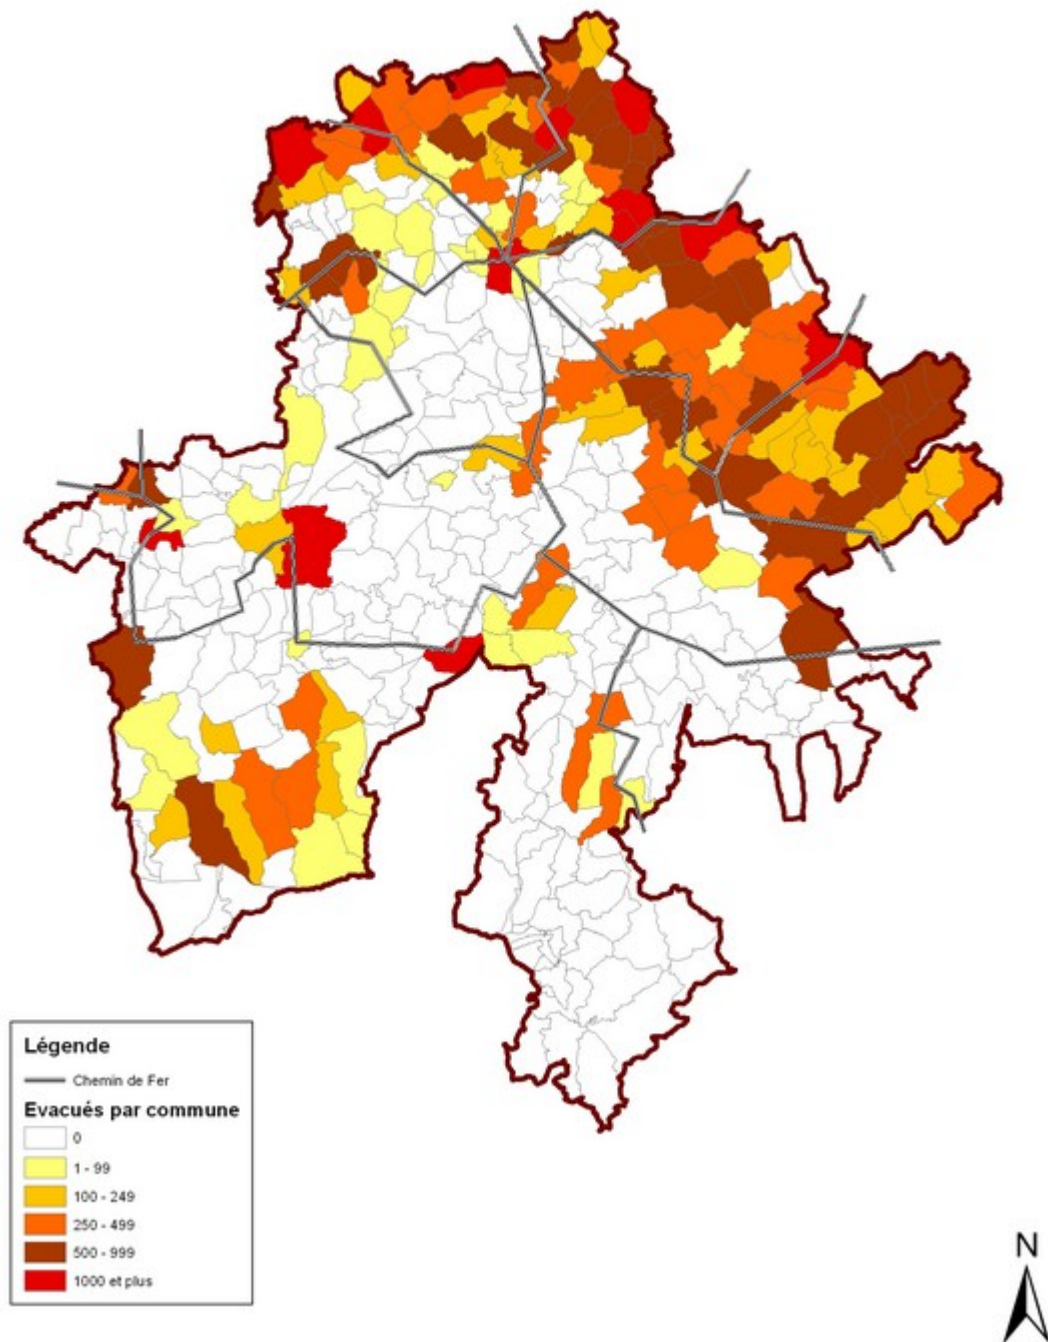 Légende
Chemin de Fer
Evacués par commune
0
1 - 99
100 - 249
250 - 499
500 - 999
1000 et plus
N